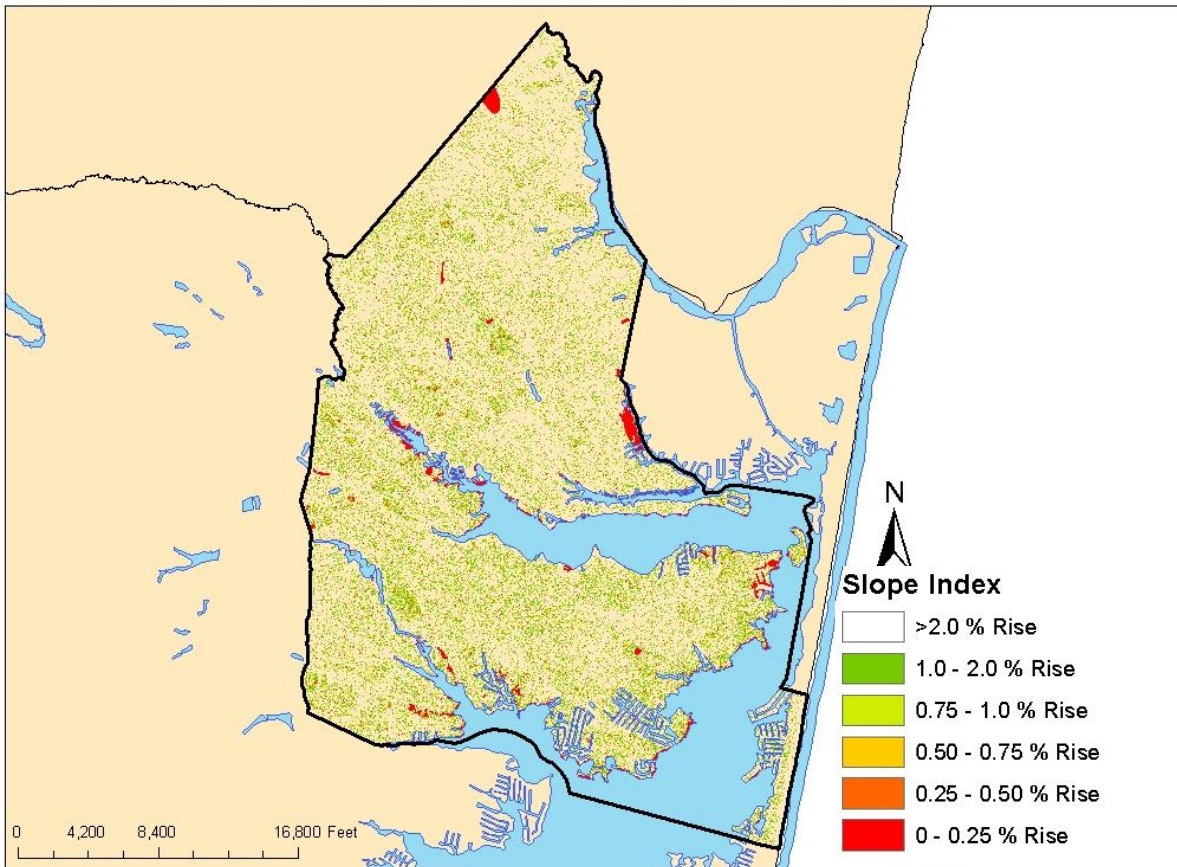 N
Slope Index
>2.0 % Rise
1.0 - 2.0 % Rise
0.75 - 1.0 % Rise
0.50 - 0.75 % Rise
0.25 - 0.50 % Rise
0 - 0.25 % Rise
0 4,200 8,400 16,800 Feet